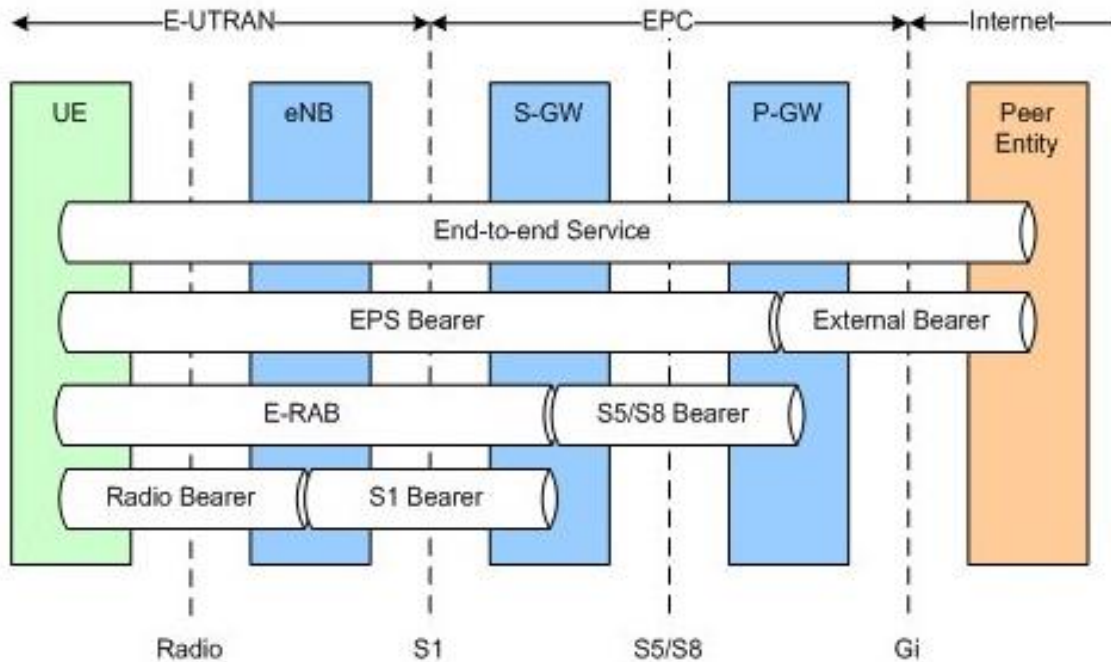 E-UTRAN EPC Internet
UE eNB S-GW P-GW Peer
Entity
End-to-end Service
EPS Bearer External Bearer
E-RAB S5/S8 Bearer
Radio Bearer S1 Bearer
Radio S1 S5/S8 Gi